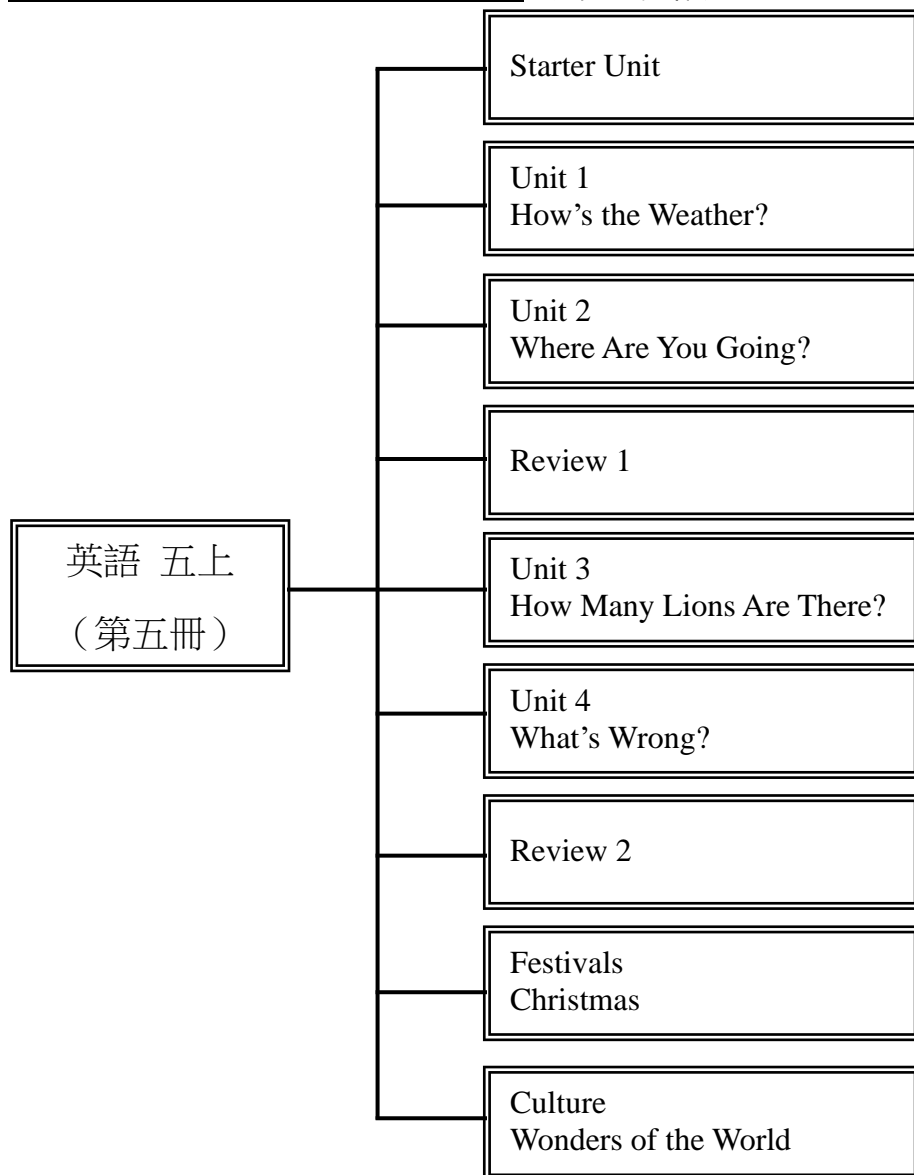 Starter Unit
Unit 1
How's the Weather?
Unit 2
Where Are You Going?
Review 1
英語 五上
（第五冊）
Unit 3
How Many Lions Are There?
Unit 4
What's Wrong?
Review 2
Festivals
Christmas
Culture
Wonders of the World